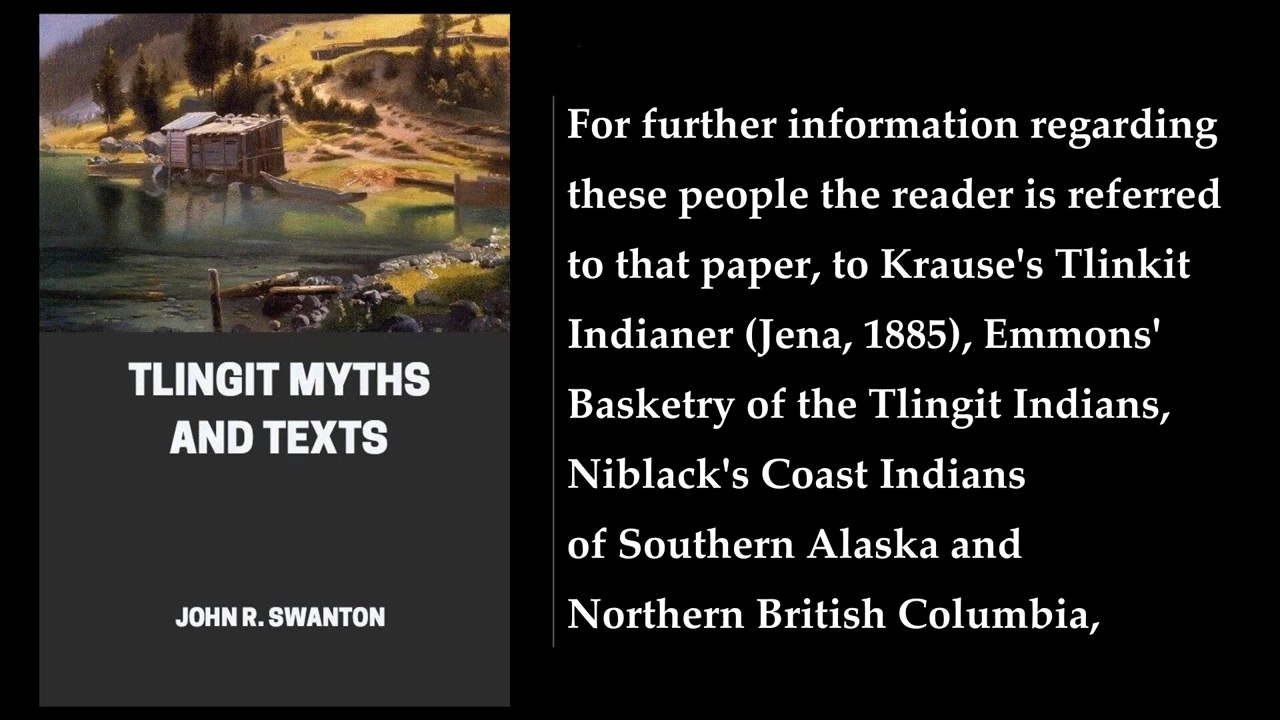 TLINGIT MYTHS
AND TEXTS
JOHN R. SWANTON
For further information regarding
these people the reader is referred
to that paper, to Krause's Tlinkit
Indianer (Jena, 1885), Emmons'
Basketry of the Tlingit Indians,
Niblack's Coast Indians
of Southern Alaska and
Northern British Columbia,